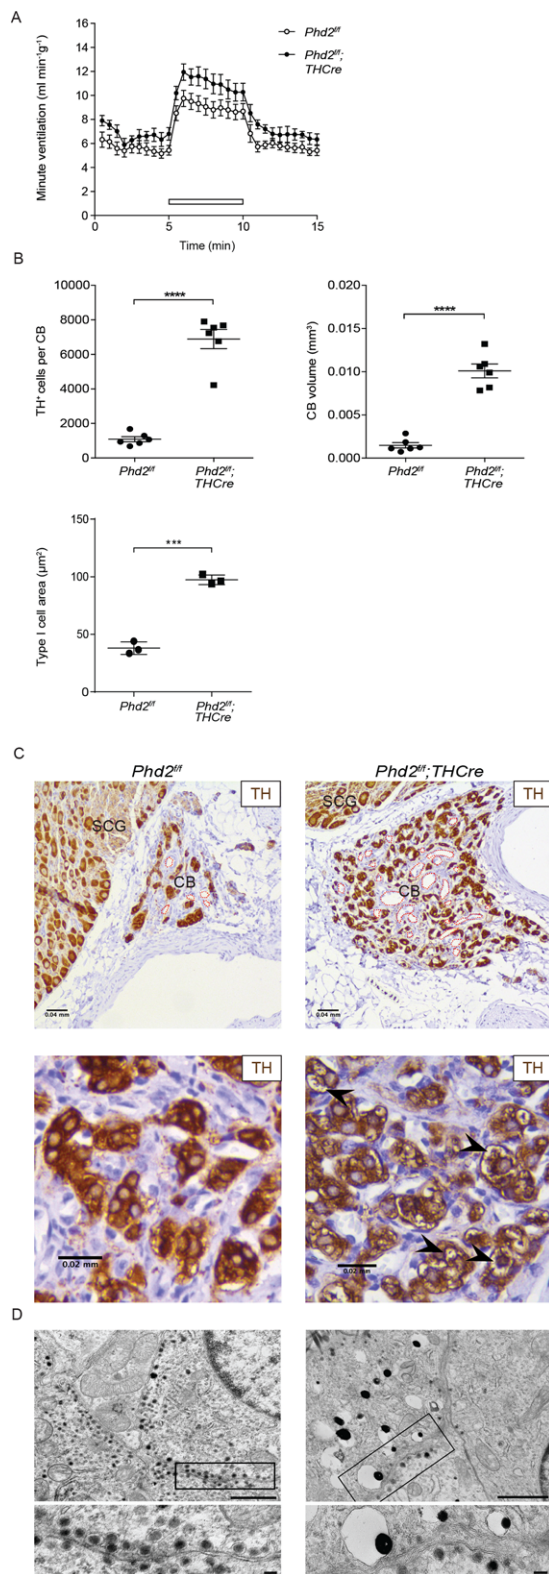 A
Phd2f/f
Phd2f/f;
THCre
Minute ventilation (ml min-1g-1)
16
14
12
10
8
6
4
2
0
0
5
10
15
Time (min)
B
TH+ cells per CB
10000
8000
6000
4000
2000
0
****
Phd2f/f
Phd2f/f;
THCre
CB volume (mm³)
0.020
0.015
0.010
0.005
0.000
****
Phd2f/f
Phd2f/f;
THCre
Type I cell area (µm²)
150
100
50
0
***
Phd2f/f
Phd2f/f;
THCre
C
Phd2f/f
Phd2f/f;THCre
TH
SCG
CB
0.04 mm
TH
SCG
CB
0.04 mm
TH
0.02 mm
TH
0.02 mm
D